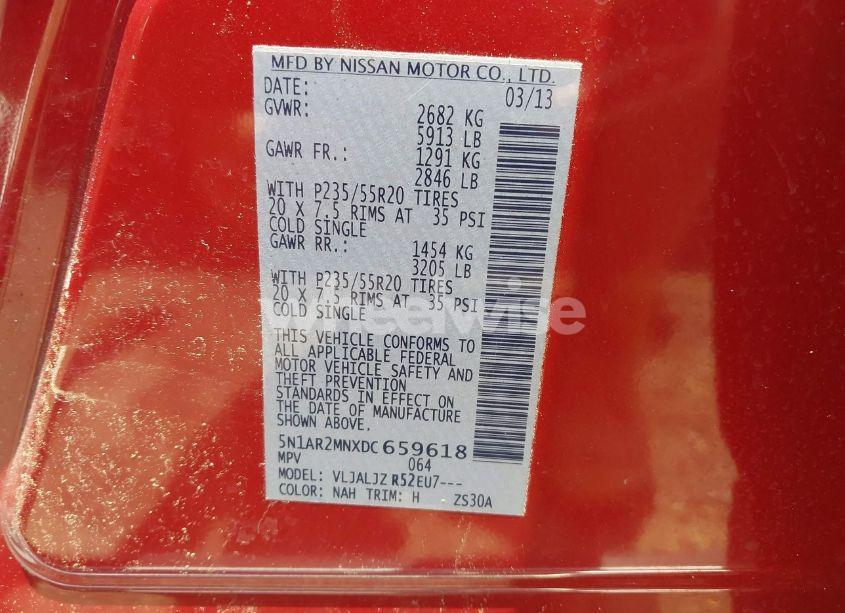 MFD BY NISSAN MOTOR CO., LTD.
DATE: 03/13
GVWR: 2682 KG
5913 LB
GAWR FR.: 1291 KG
2846 LB
WITH P235/55R20 TIRES
20 X 7.5 RIMS AT 35 PSI
COLD SINGLE
GAWR RR.: 1454 KG
3205 LB
WITH P235/55R20 TIRES
20 X 7.5 RIMS AT 35 PSI
COLD SINGLE
wheelwise
THIS VEHICLE CONFORMS TO
ALL APPLICABLE FEDERAL
MOTOR VEHICLE SAFETY AND
THEFT PREVENTION
STANDARDS IN EFFECT ON
THE DATE OF MANUFACTURE
SHOWN ABOVE.
5N1AR2MNXDC659618
MPV 064
MODEL: VLJALJZ R52EU7---
COLOR: NAH TRIM: H ZS30A